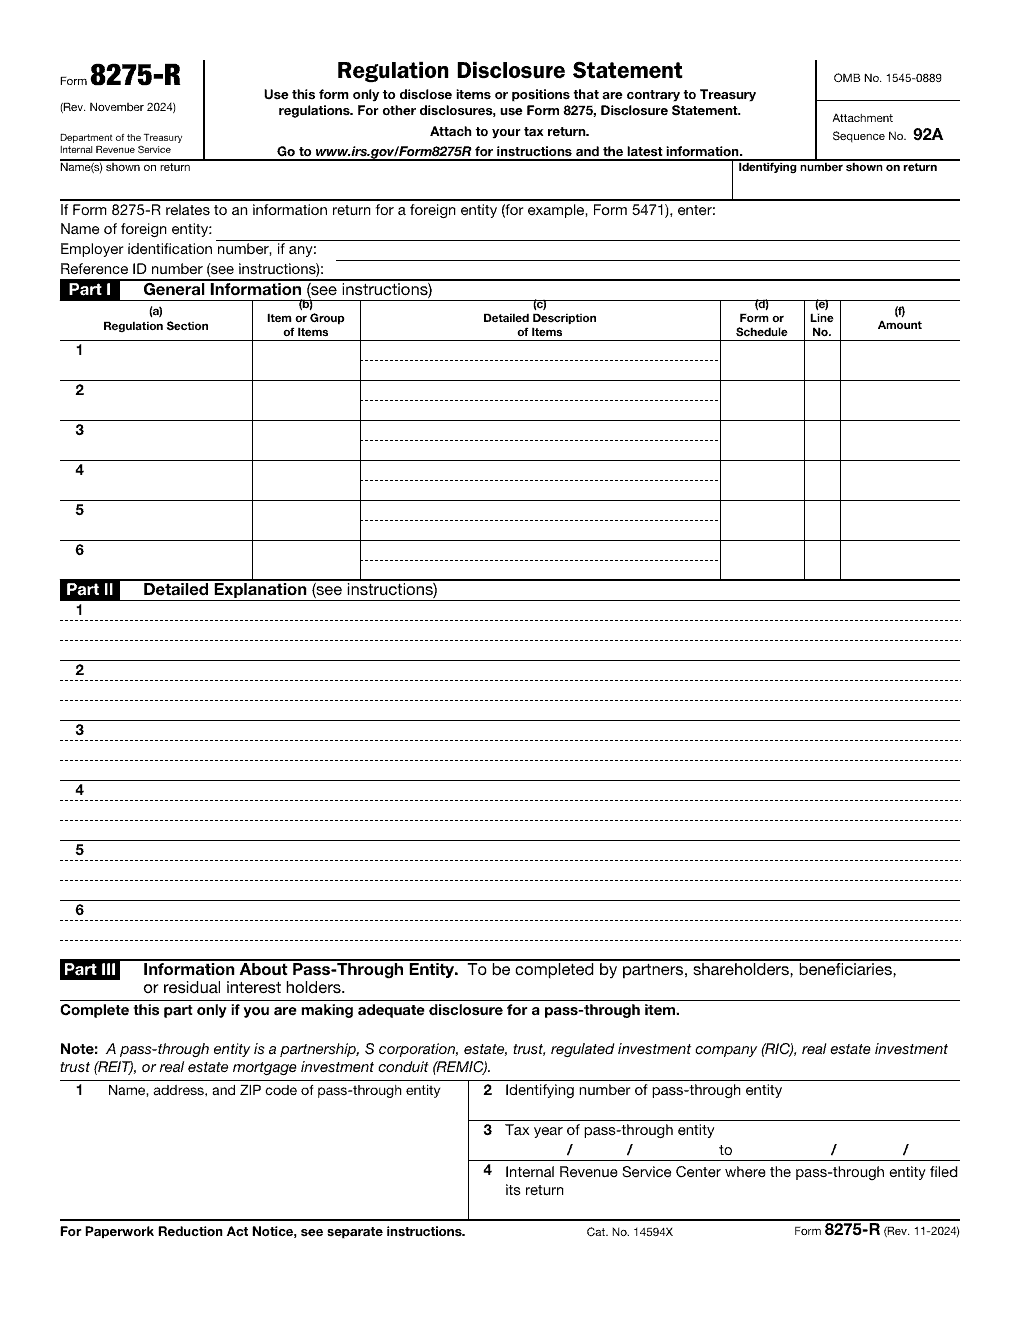 Form 8275-R
(Rev. November 2024)
Department of the Treasury
Internal Revenue Service
Regulation Disclosure Statement
Use this form only to disclose items or positions that are contrary to Treasury
regulations. For other disclosures, use Form 8275, Disclosure Statement.
Attach to your tax return.
Go to www.irs.gov/Form8275R for instructions and the latest information.
OMB No. 1545-0889
Attachment
Sequence No. 92A
Name(s) shown on return
Identifying number shown on return
If Form 8275-R relates to an information return for a foreign entity (for example, Form 5471), enter:
Name of foreign entity:
Employer identification number, if any:
Reference ID number (see instructions):
Part I General Information (see instructions)
(a)
Regulation Section
(b)
Item or Group
of Items
(c)
Detailed Description
of Items
(d)
Form or
Schedule
(e)
Line
No.
(f)
Amount
1
2
3
4
5
6
Part II Detailed Explanation (see instructions)
1
2
3
4
5
6
Part III Information About Pass-Through Entity. To be completed by partners, shareholders, beneficiaries,
or residual interest holders.
Complete this part only if you are making adequate disclosure for a pass-through item.
Note: A pass-through entity is a partnership, S corporation, estate, trust, regulated investment company (RIC), real estate investment
trust (REIT), or real estate mortgage investment conduit (REMIC).
1 Name, address, and ZIP code of pass-through entity
2 Identifying number of pass-through entity
3 Tax year of pass-through entity
/ / to / /
4 Internal Revenue Service Center where the pass-through entity filed
its return
For Paperwork Reduction Act Notice, see separate instructions.
Cat. No. 14594X
Form 8275-R (Rev. 11-2024)